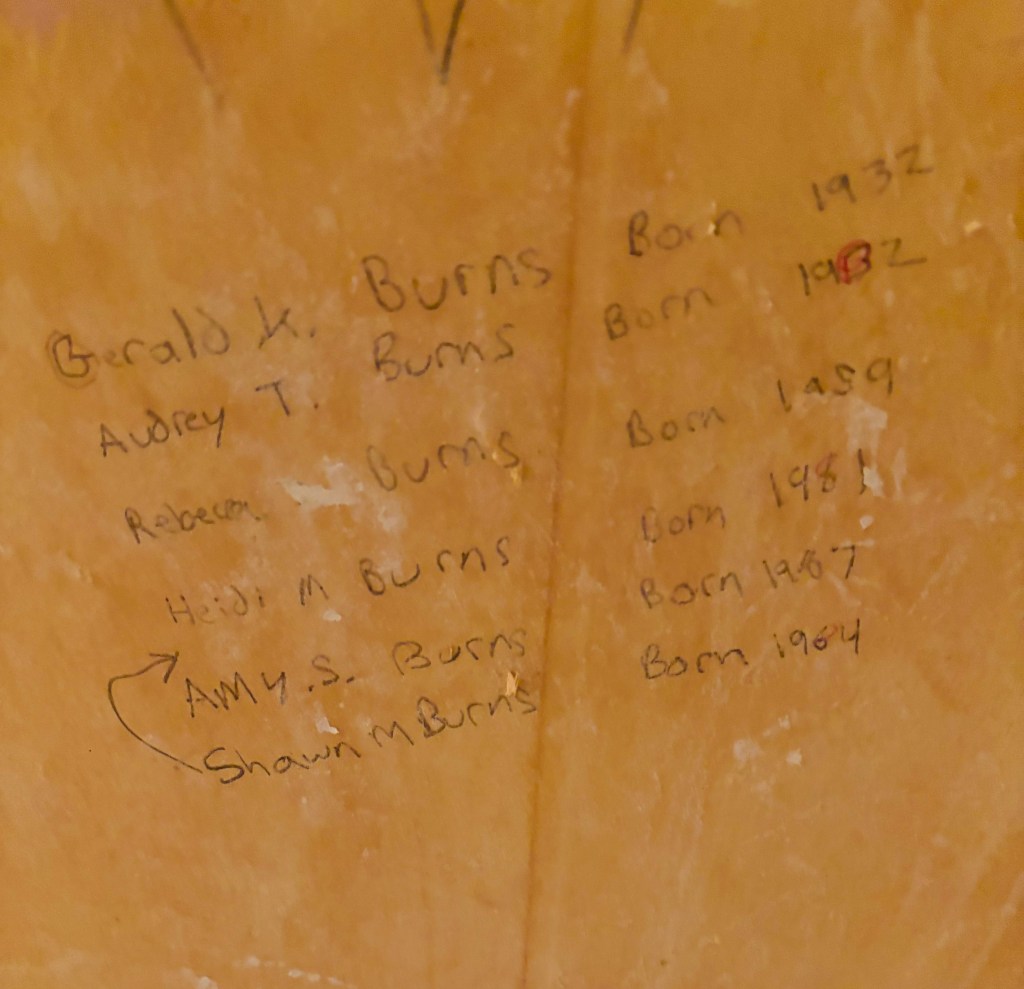 Gerald K. Burns Born 1932
Audrey T. Burns Born 1932
Rebecca Burns Born 1959
Heidi M Burns Born 1981
Amy .S. Burns Born 1987
Shawn M Burns Born 1964